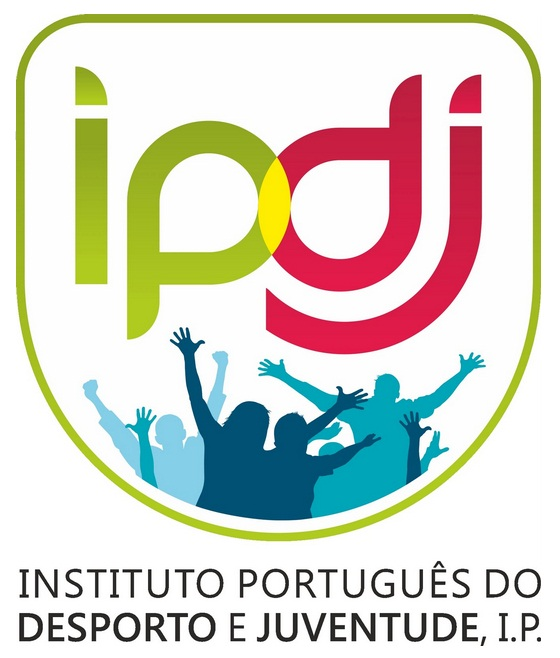 ipdj
INSTITUTO PORTUGUÊS DO
DESPORTO E JUVENTUDE, I.P.